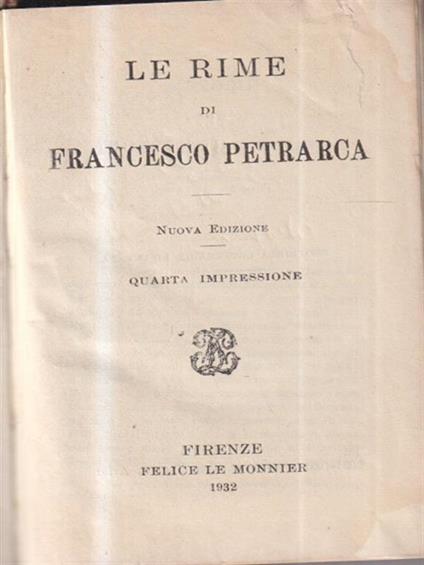 LE RIME
DI
FRANCESCO PETRARCA
NUOVA EDIZIONE
QUARTA IMPRESSIONE
FIRENZE
FELICE LE MONNIER
1932